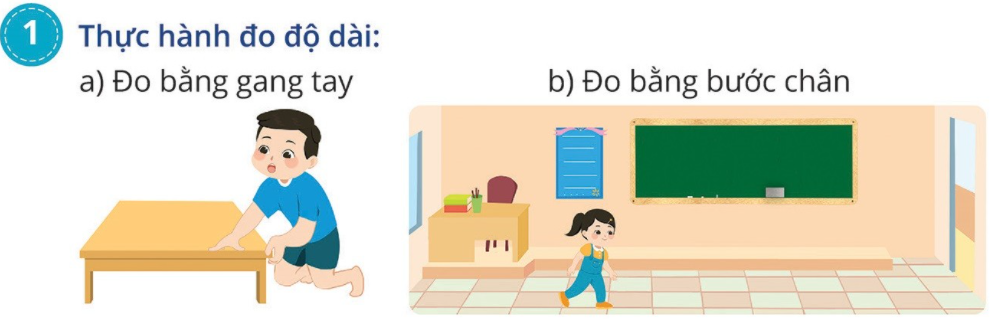 1 Thực hành đo độ dài:
a) Đo bằng gang tay
b) Đo bằng bước chân